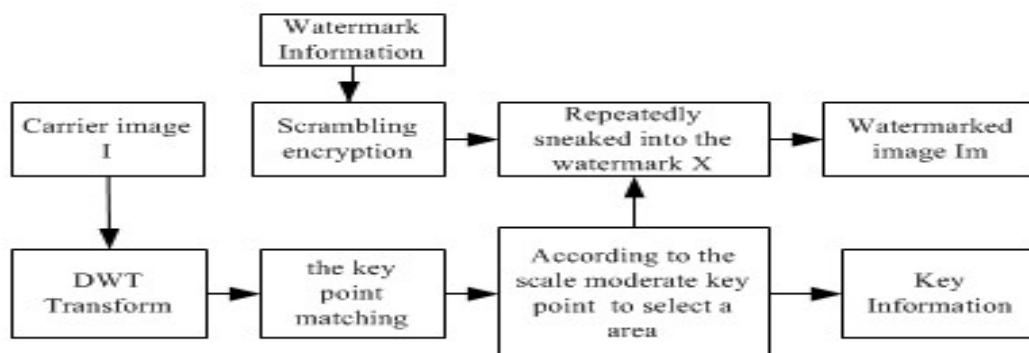 Watermark
Information
Carrier image
I
Scrambling
encryption
Repeatedly
sneaked into the
watermark X
Watermarked
image Im
DWT
Transform
the key
point
matching
According to the
scale moderate key
point to select a
area
Key
Information